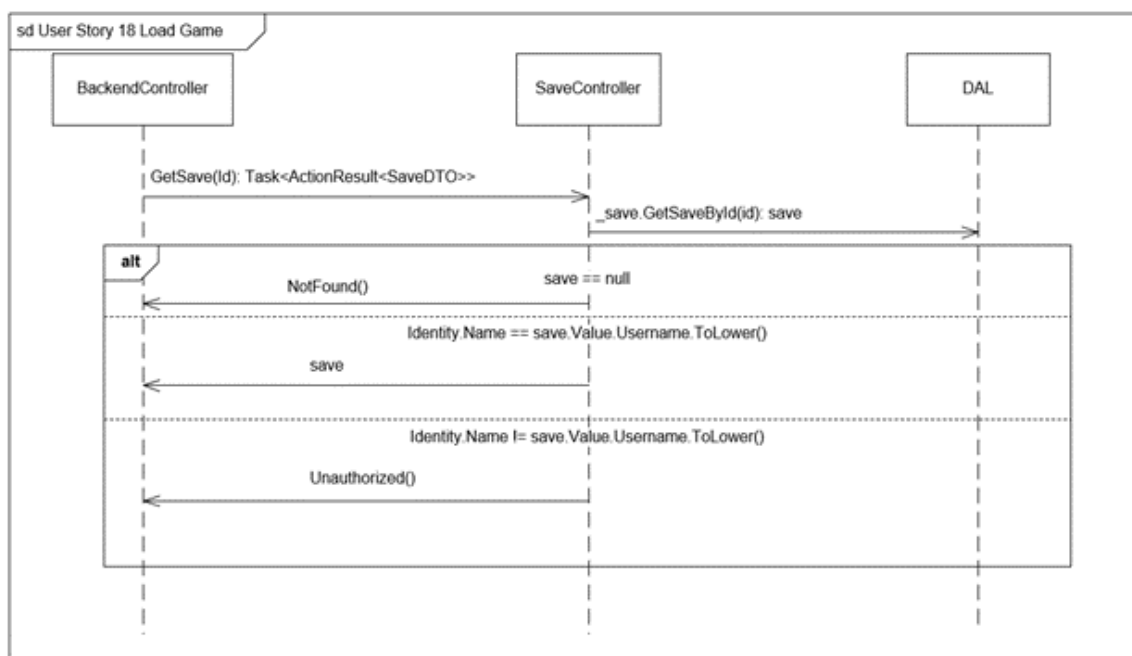 sd User Story 18 Load Game
BackendController
SaveController
DAL
GetSave(Id): Task<ActionResult<SaveDTO>>
_save.GetSaveById(id): save
alt
save == null
NotFound()
Identity.Name == save.Value.Username.ToLower()
save
Identity.Name != save.Value.Username.ToLower()
Unauthorized()